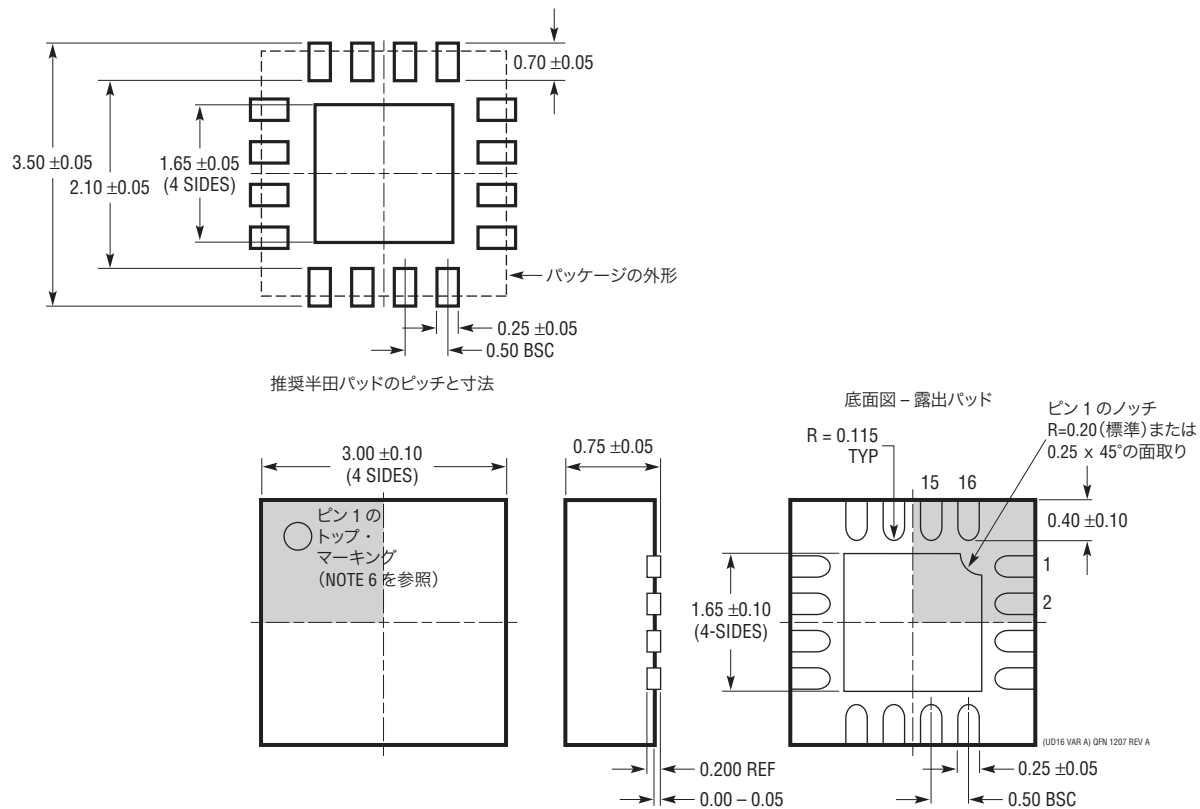 0.70 ±0.05
3.50 ±0.05
2.10 ±0.05
1.65 ±0.05
(4 SIDES)
パッケージの外形
0.25 ±0.05
0.50 BSC
推奨半田パッドのピッチと寸法
3.00 ±0.10
(4 SIDES)
ピン 1 の
トップ・
マーキング
(NOTE 6 を参照)
0.75 ±0.05
0.200 REF
0.00 – 0.05
底面図 – 露出パッド
R = 0.115
TYP
ピン 1 のノッチ
R=0.20(標準)または
0.25 x 45°の面取り
15
16
0.40 ±0.10
1
2
1.65 ±0.10
(4-SIDES)
(UD16 VAR A) QFN 1207 REV A
0.25 ±0.05
0.50 BSC